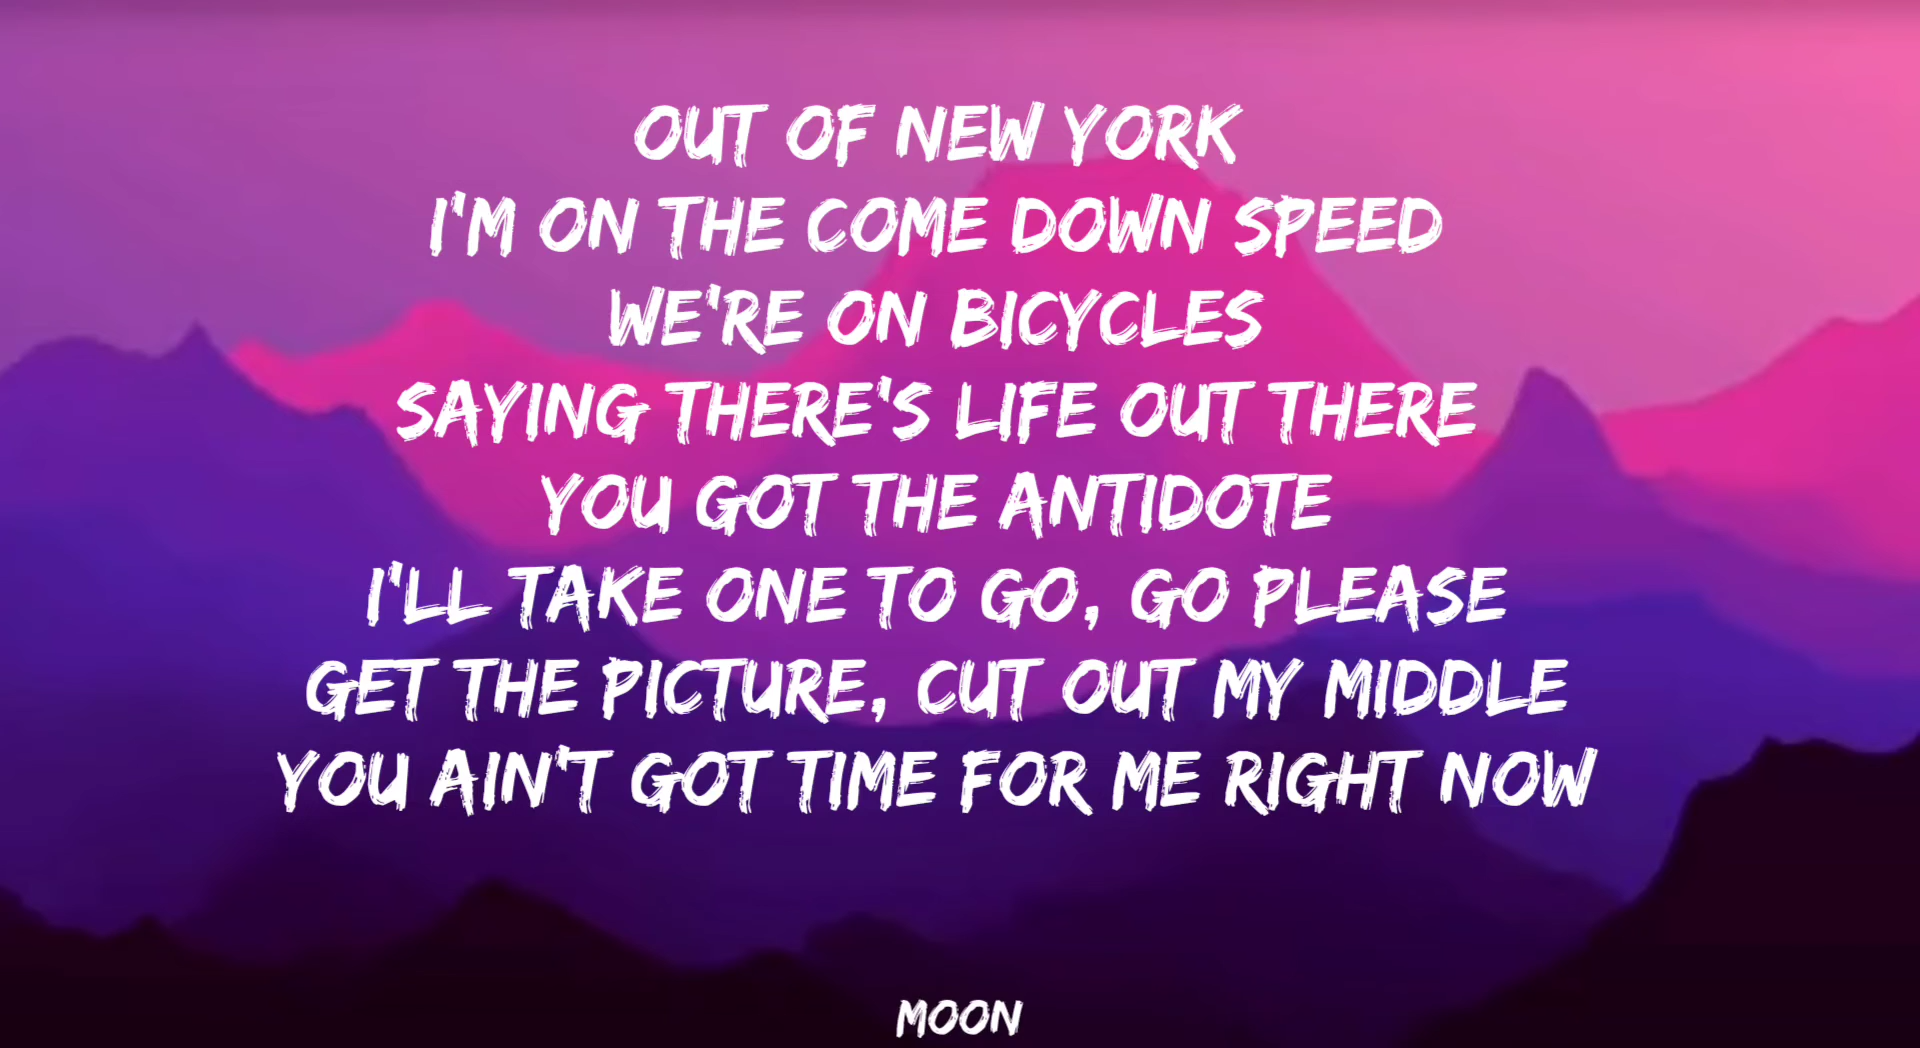 OUT OF NEW YORK
I'M ON THE COME DOWN SPEED
WE'RE ON BICYCLES
SAYING THERE'S LIFE OUT THERE
YOU GOT THE ANTIDOTE
I'LL TAKE ONE TO GO, GO PLEASE
GET THE PICTURE, CUT OUT MY MIDDLE
YOU AIN'T GOT TIME FOR ME RIGHT NOW
MOON